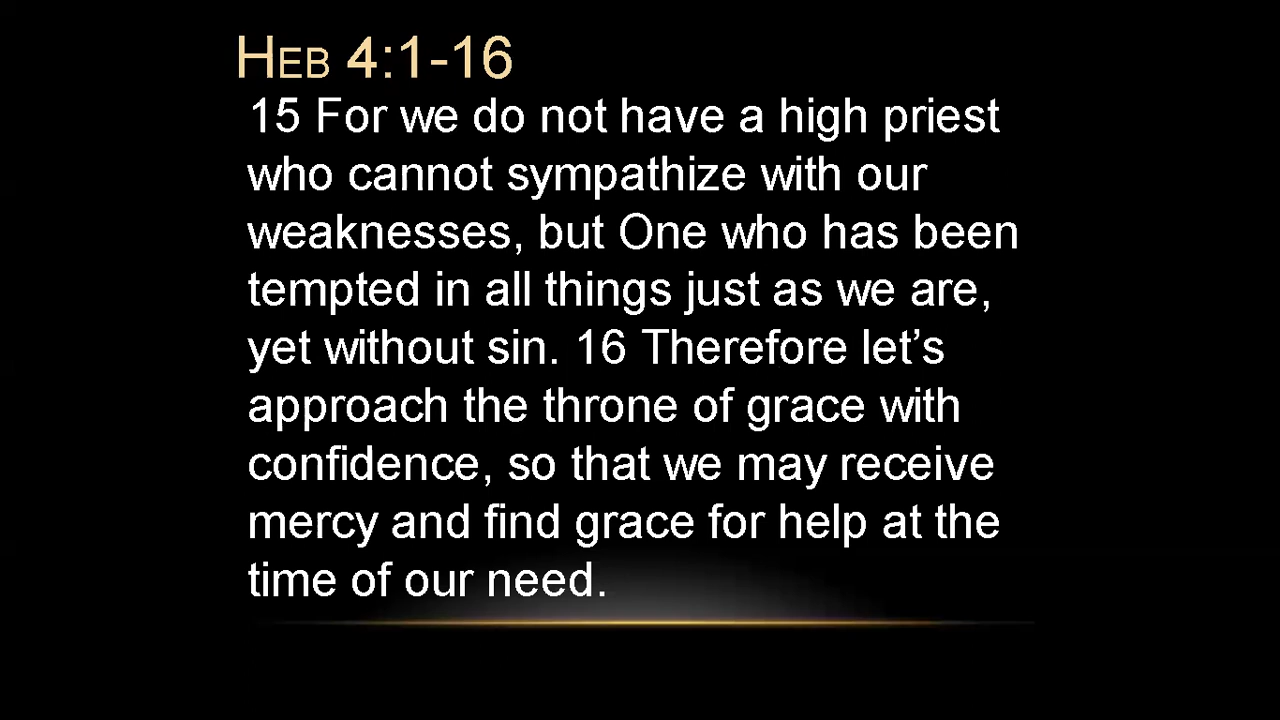 Heb 4:1-16
15 For we do not have a high priest
who cannot sympathize with our
weaknesses, but One who has been
tempted in all things just as we are,
yet without sin. 16 Therefore let’s
approach the throne of grace with
confidence, so that we may receive
mercy and find grace for help at the
time of our need.